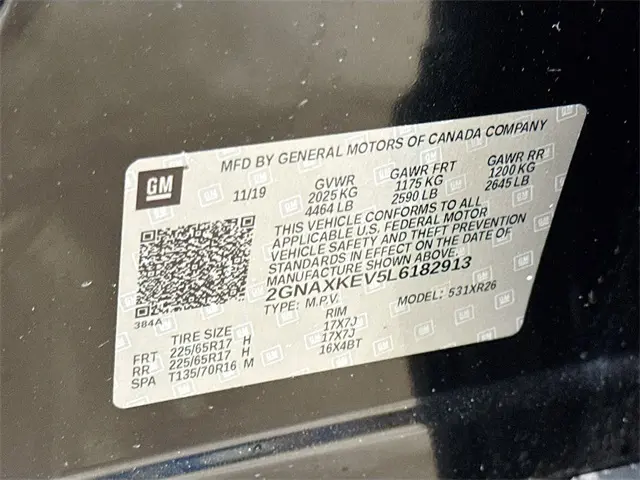 MFD BY GENERAL MOTORS OF CANADA COMPANY
GM
11/19 GVWR GAWR FRT GAWR RR
2025 KG 1175 KG 1200 KG
4464 LB 2590 LB 2645 LB
THIS VEHICLE CONFORMS TO ALL
APPLICABLE U.S. FEDERAL MOTOR
VEHICLE SAFETY AND THEFT PREVENTION
STANDARDS IN EFFECT ON THE DATE OF
MANUFACTURE SHOWN ABOVE.
2GNAXKEV5L6182913
TYPE: M.P.V. MODEL: 531XR26
384A
TIRE SIZE RIM
FRT 225/65R17 H 17X7J
RR 225/65R17 H 17X7J
SPA T135/70R16 M 16X4BT